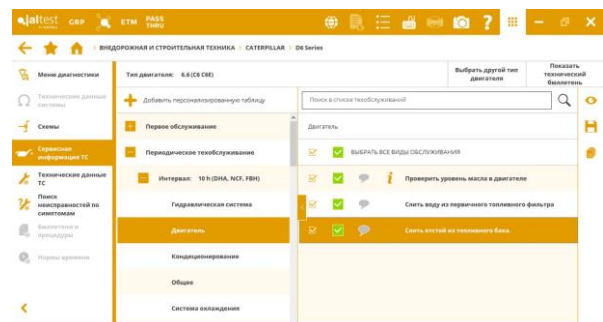 jaltest GRP ETM PASS THRU ?
ВНЕДОРОЖНАЯ И СТРОИТЕЛЬНАЯ ТЕХНИКА > CATERPILLAR > D6 Series
Меню диагностики
Технические данные системы
Схемы
Сервисная информация ТС
Технические данные ТС
Поиск неисправностей по симптомам
Бюллетени и процедуры
Нормы времени
Тип двигателя: 6.6 (C6 C6E)
Выбрать другой тип двигателя
Показать технический бюллетень
Добавить персонализированную таблицу
Первое обслуживание
Периодическое техобслуживание
Интервал: 10 h (DHA, NCF, FBH)
Гидравлическая система
Двигатель
Кондиционирование
Общее
Система охлаждения
Поиск в списке техобслуживаний
Двигатель
ВЫБРАТЬ ВСЕ ВИДЫ ОБСЛУЖИВАНИЯ
Проверить уровень масла в двигателе
Слить воду из первичного топливного фильтра
Слить отстой из топливного бака.